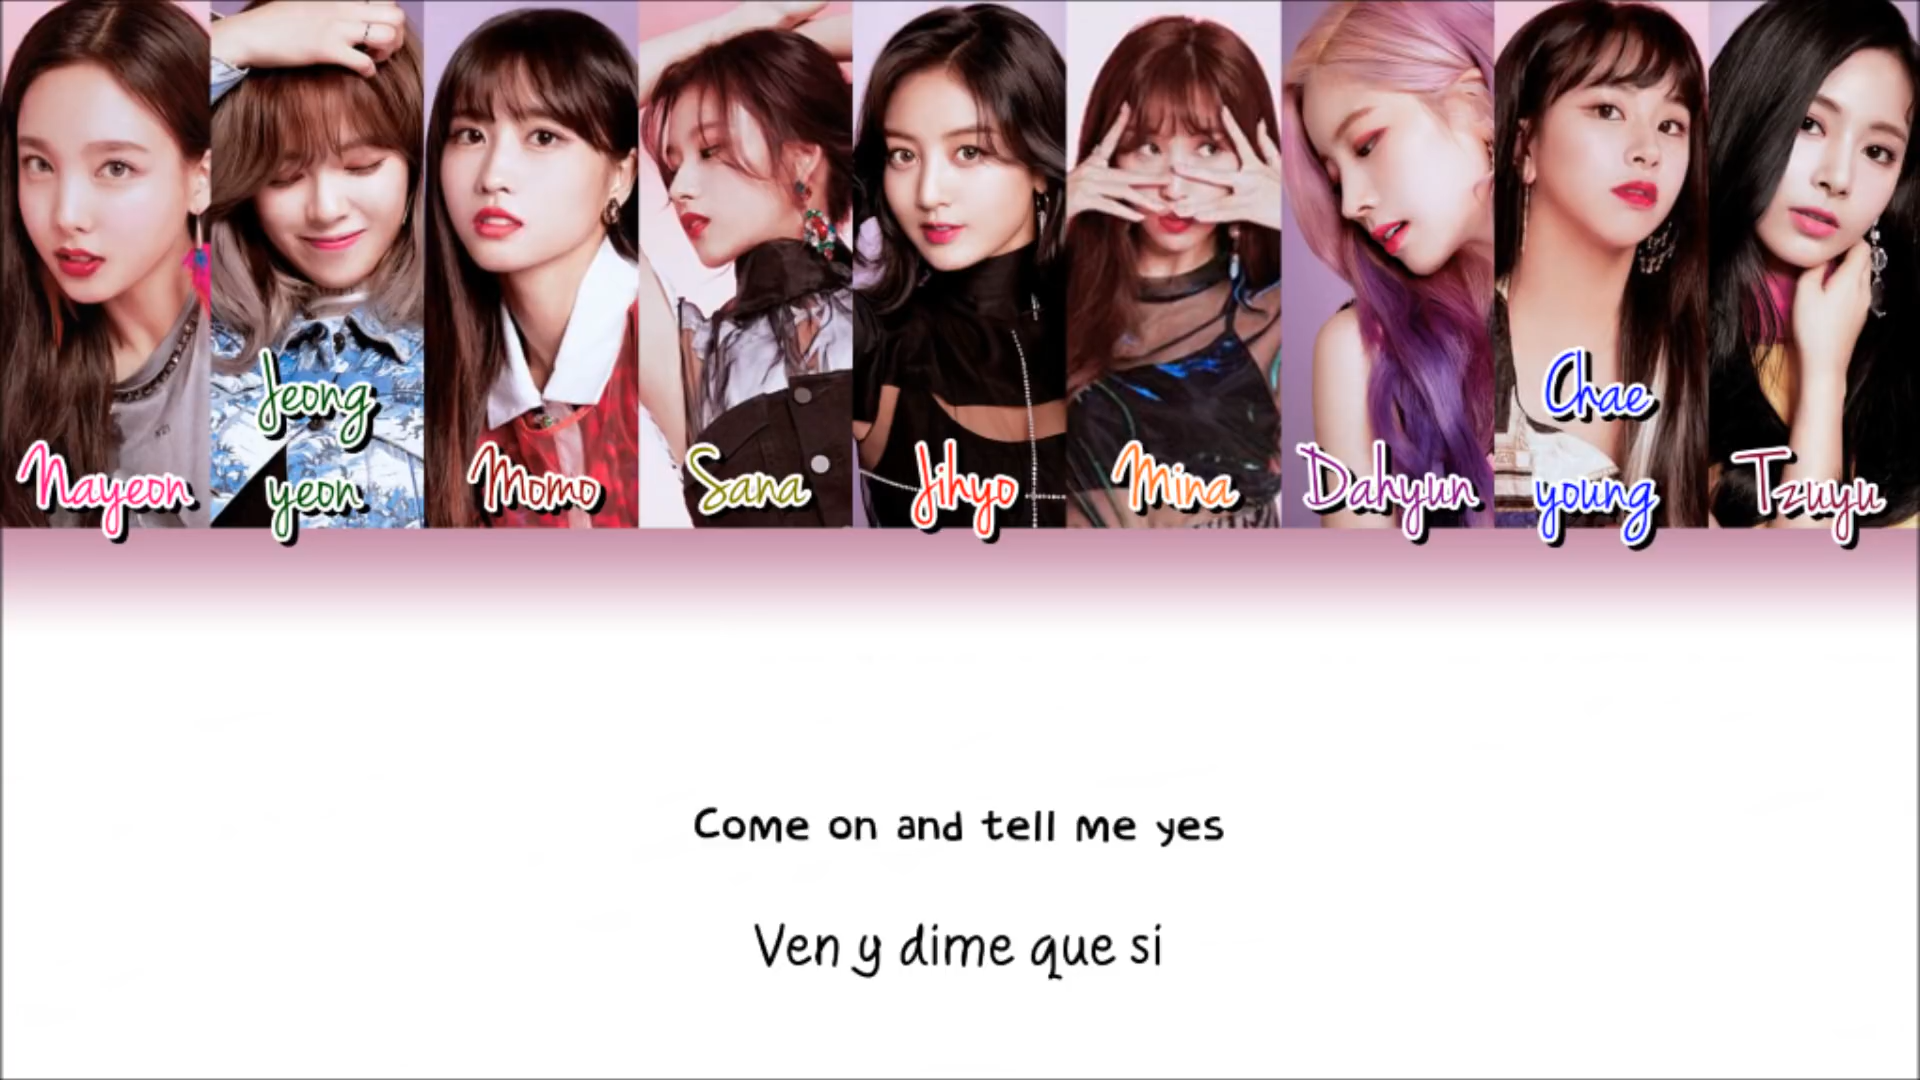 Nayeon
Jeong
yeon
Momo
Sana
Jihyo
Mina
Dahyun
Chae
young
Tzuyu
Come on and tell me yes
Ven y dime que si